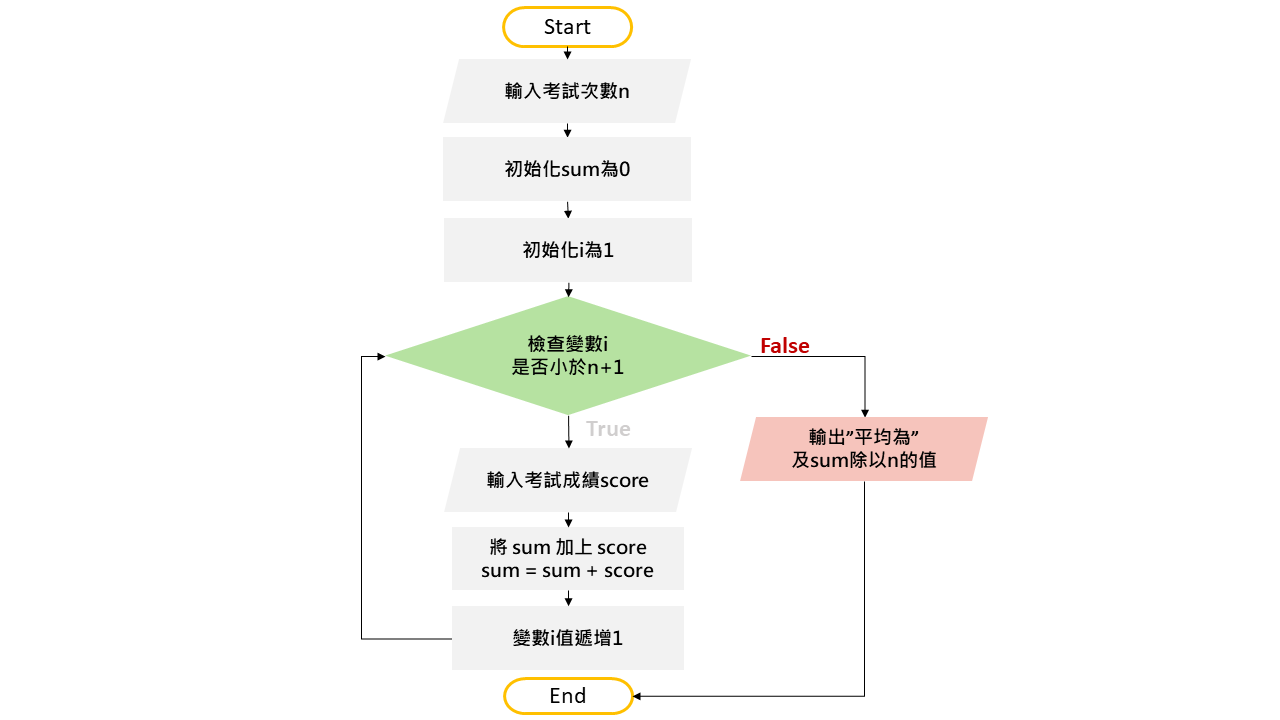 Start
輸入考試次數n
初始化sum為0
初始化i為1
檢查變數i
是否小於n+1
False
True
輸入考試成績score
將 sum 加上 score
sum = sum + score
變數i值遞增1
輸出”平均為”
及sum除以n的值
End